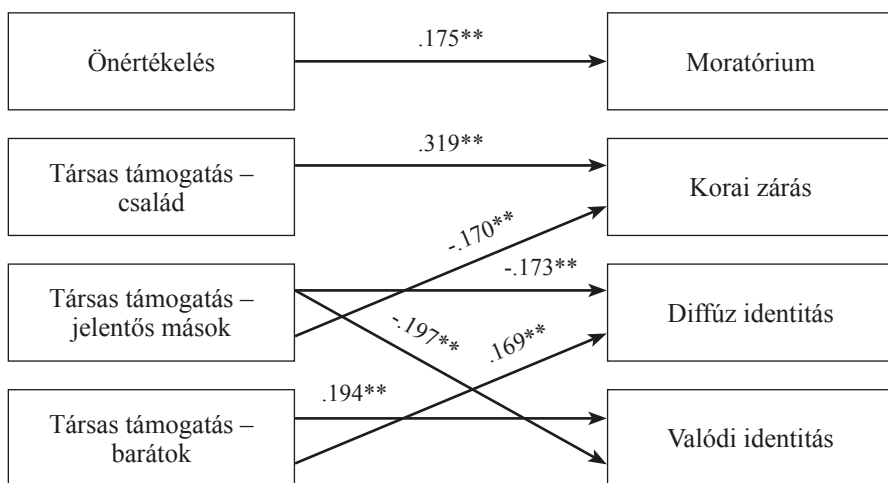 Önértékelés
.175**
Moratórium
Társas támogatás –
család
.319**
Korai zárás
-.170**
Társas támogatás –
jelentős mások
-.173**
Diffúz identitás
-.197**
.169**
Társas támogatás –
barátok
.194**
Valódi identitás